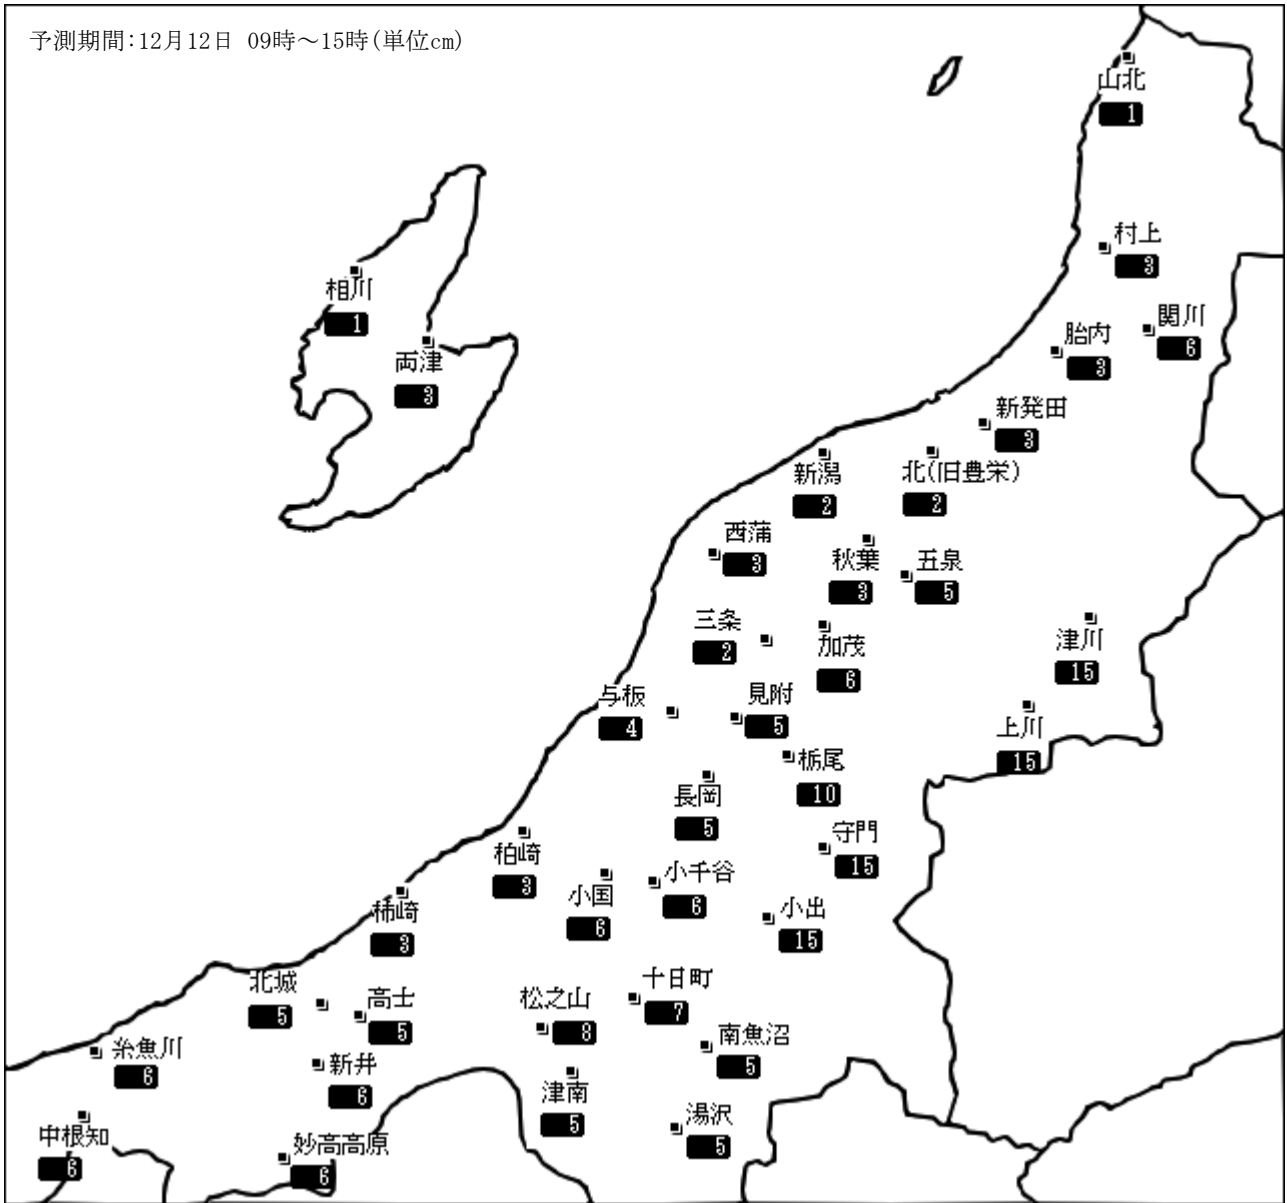 予測期間:12月12日 09時～15時(単位cm)
山北
1
村上
3
相川
1
関川
6
胎内
3
両津
3
新発田
3
新潟
2
北(旧豊栄)
2
西蒲
3
秋葉
3
五泉
5
三条
2
加茂
6
津川
15
与板
4
見附
5
上川
15
栃尾
10
長岡
5
守門
15
柏崎
3
小国
6
小千谷
6
小出
15
柿崎
3
北城
5
高士
5
松之山
8
十日町
7
南魚沼
5
糸魚川
6
新井
6
津南
5
湯沢
5
中根知
6
妙高高原
6